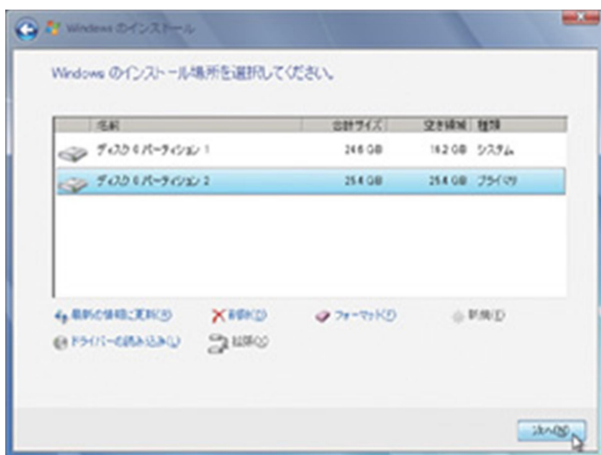 Windows のインストール
Windows のインストール場所を選択してください。
名前 合計サイズ 空き領域 種類
ディスク 0 パーティション 1 24.6 GB 16.2 GB システム
ディスク 0 パーティション 2 25.4 GB 25.4 GB プライマリ
最新の情報に更新(R) 削除(D) フォーマット(F) 新規(E)
ドライバーの読み込み(L) 拡張(X)
次へ(N)